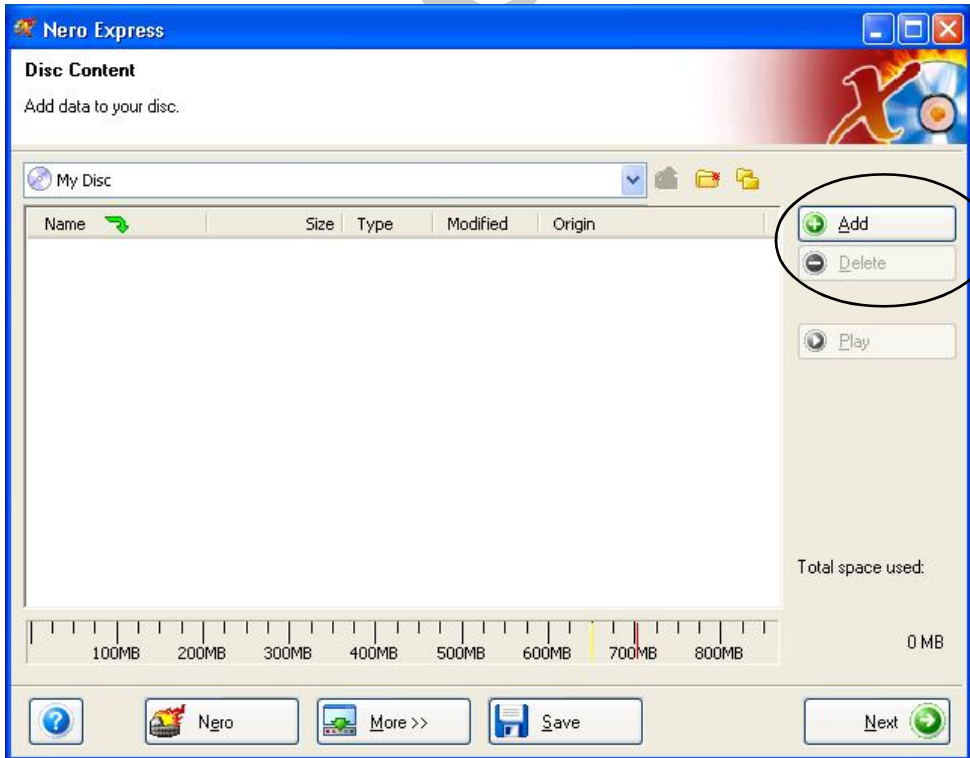 Nero Express
Disc Content
Add data to your disc.
My Disc
Name Size Type Modified Origin
Add
Delete
Play
Total space used:
100MB 200MB 300MB 400MB 500MB 600MB 700MB 800MB
0 MB
Nero More >> Save Next